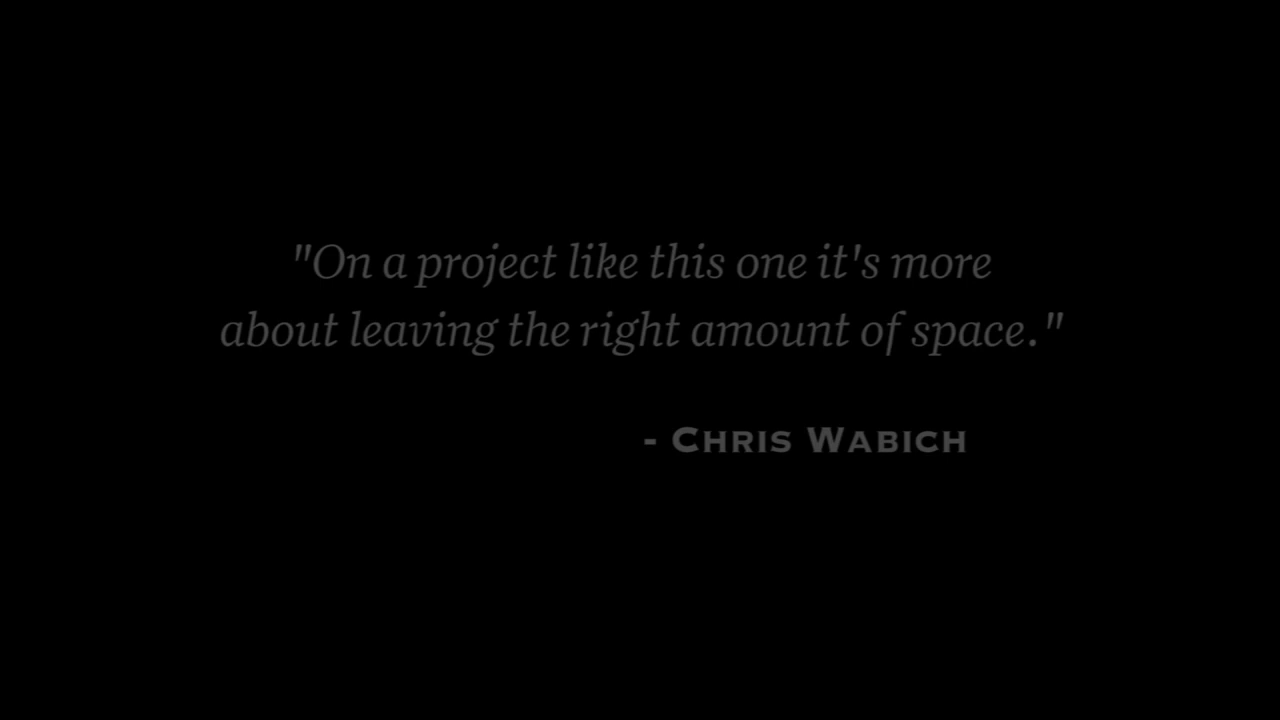 "On a project like this one it's more
about leaving the right amount of space."
- CHRIS WABICH